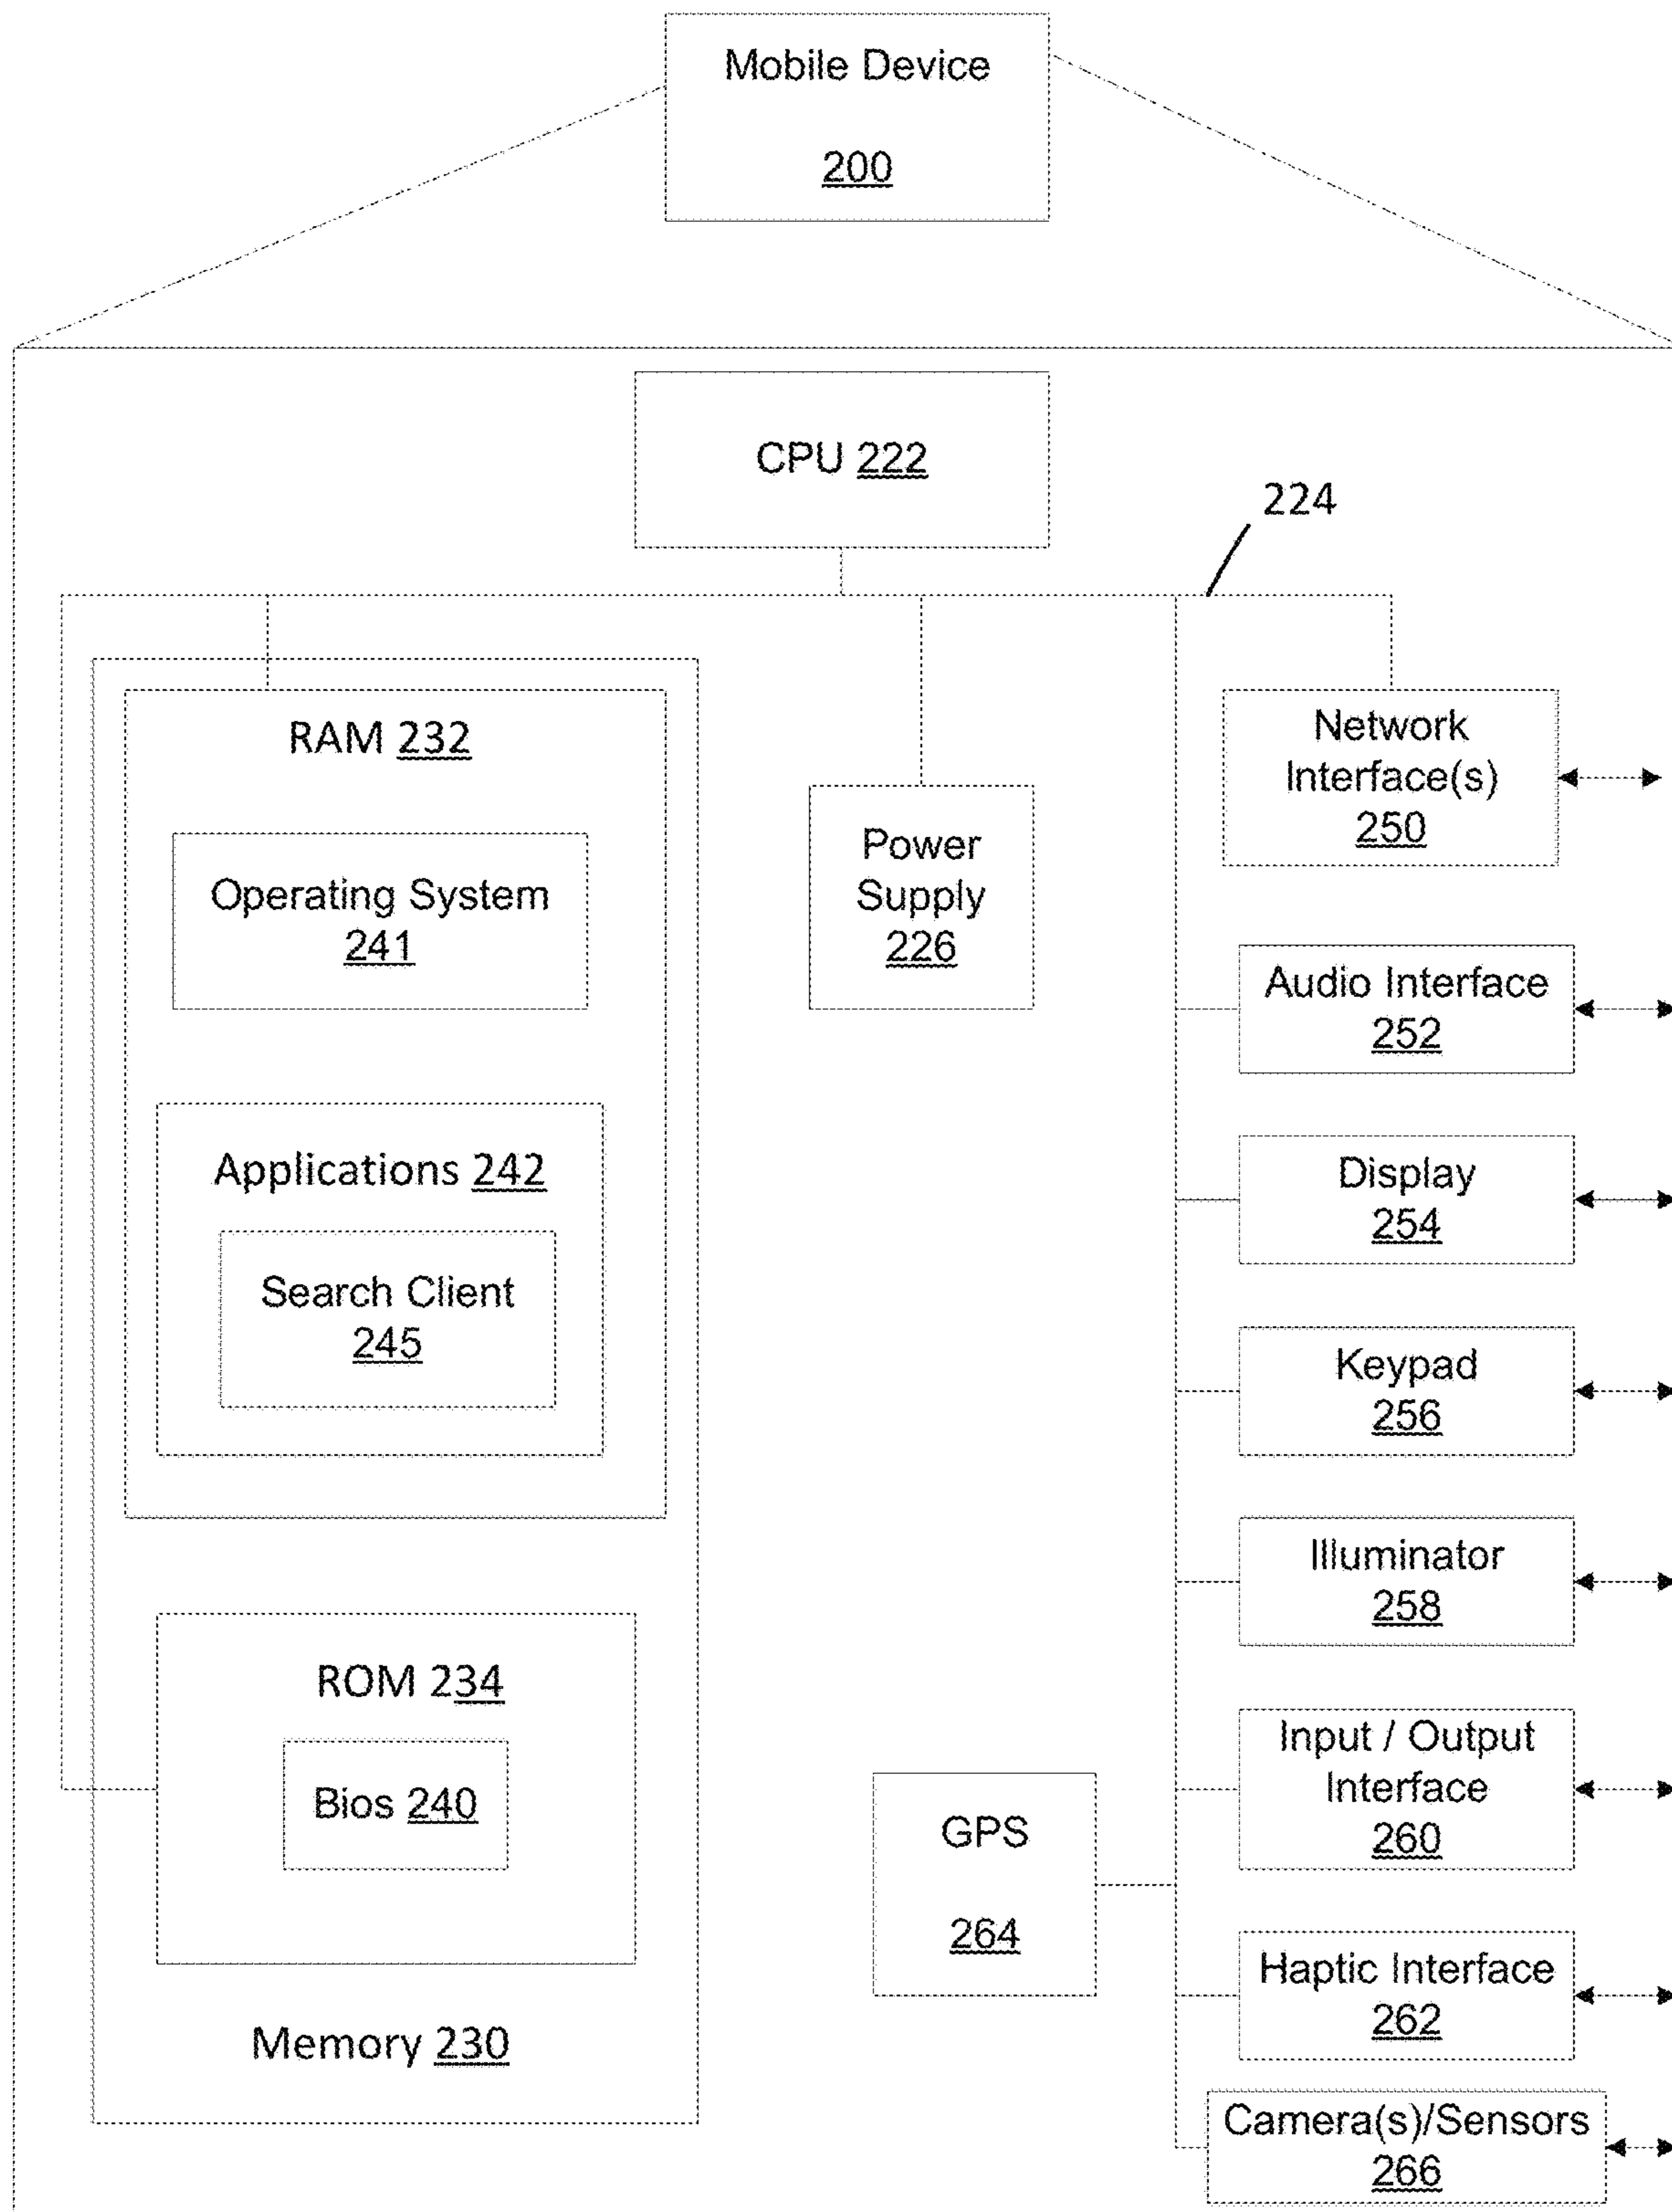 Mobile Device
200
CPU 222
224
RAM 232
Operating System
241
Applications 242
Search Client
245
ROM 234
Bios 240
Memory 230
Power
Supply
226
GPS
264
Network
Interface(s)
250
Audio Interface
252
Display
254
Keypad
256
Illuminator
258
Input / Output
Interface
260
Haptic Interface
262
Camera(s)/Sensors
266